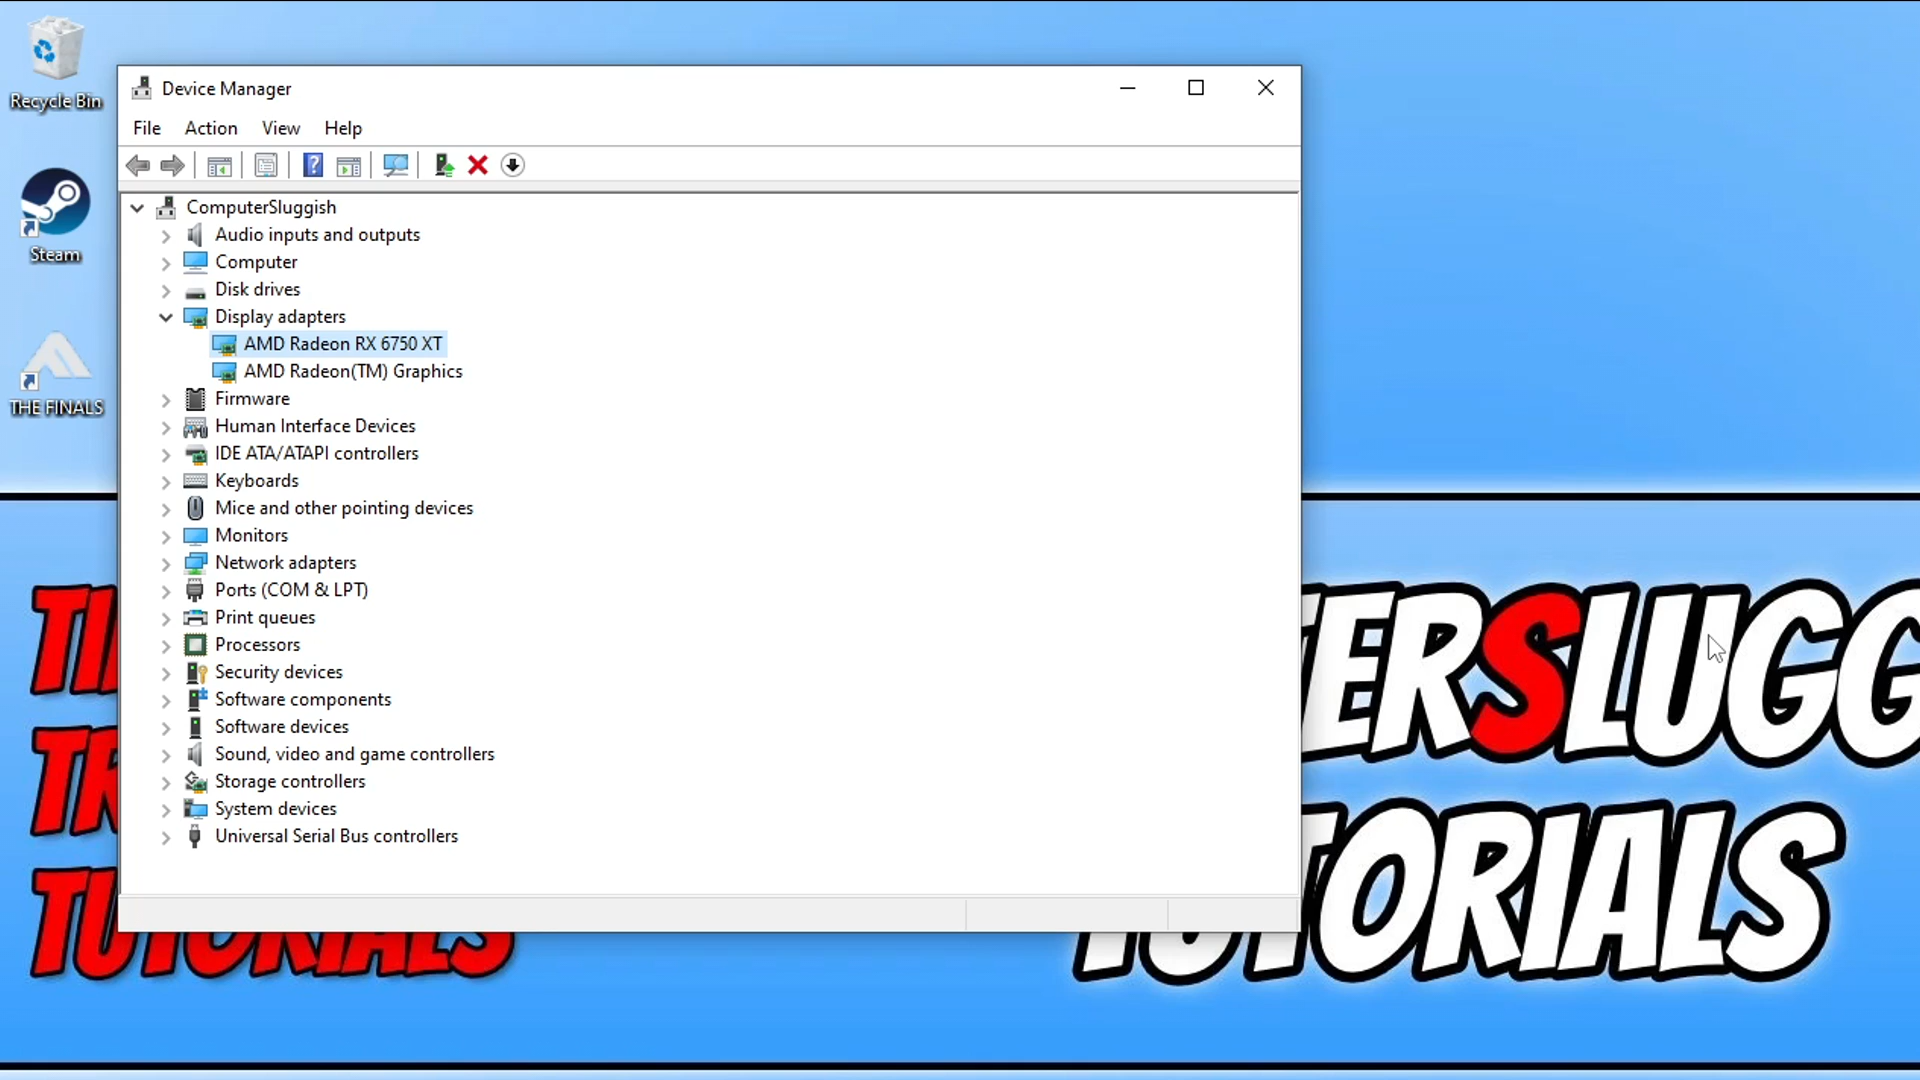 Recycle Bin
Steam
THE FINALS
Device Manager
File Action View Help
ComputerSluggish
Audio inputs and outputs
Computer
Disk drives
Display adapters
AMD Radeon RX 6750 XT
AMD Radeon(TM) Graphics
Firmware
Human Interface Devices
IDE ATA/ATAPI controllers
Keyboards
Mice and other pointing devices
Monitors
Network adapters
Ports (COM & LPT)
Print queues
Processors
Security devices
Software components
Software devices
Sound, video and game controllers
Storage controllers
System devices
Universal Serial Bus controllers
TUTORIALS
TERSLUGG
TUTORIALS